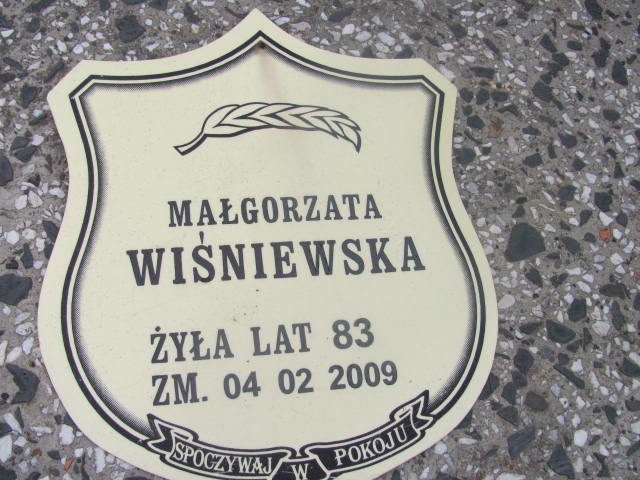 MAŁGORZATA
WIŚNIEWSKA
ŻYŁA LAT 83
ZM. 04 02 2009
SPOCZYWAJ W POKOJU